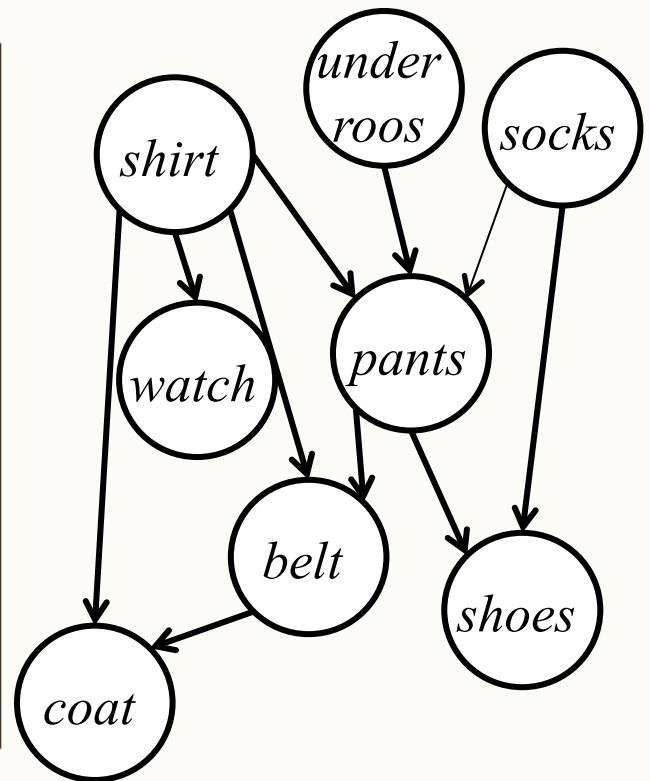 under
roos
socks
shirt
pants
watch
belt
shoes
coat